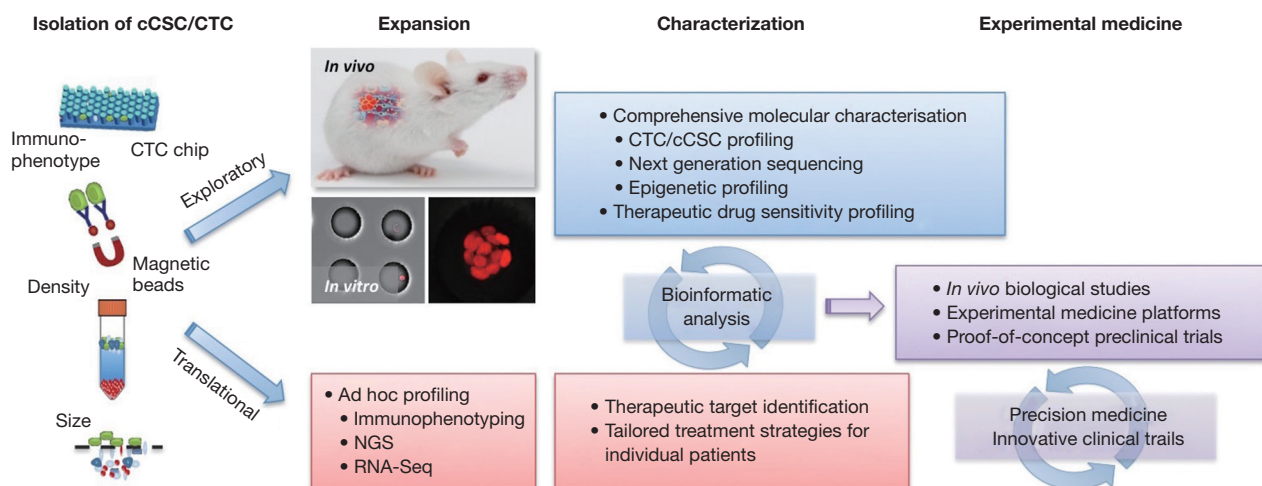 Isolation of cCSC/CTC
Expansion
Characterization
Experimental medicine
Immuno-
phenotype
CTC chip
Magnetic
beads
Density
Size
Exploratory
Translational
In vivo
In vitro
• Ad hoc profiling
• Immunophenotyping
• NGS
• RNA-Seq
• Comprehensive molecular characterisation
• CTC/cCSC profiling
• Next generation sequencing
• Epigenetic profiling
• Therapeutic drug sensitivity profiling
Bioinformatic
analysis
• Therapeutic target identification
• Tailored treatment strategies for
individual patients
• In vivo biological studies
• Experimental medicine platforms
• Proof-of-concept preclinical trials
Precision medicine
Innovative clinical trails